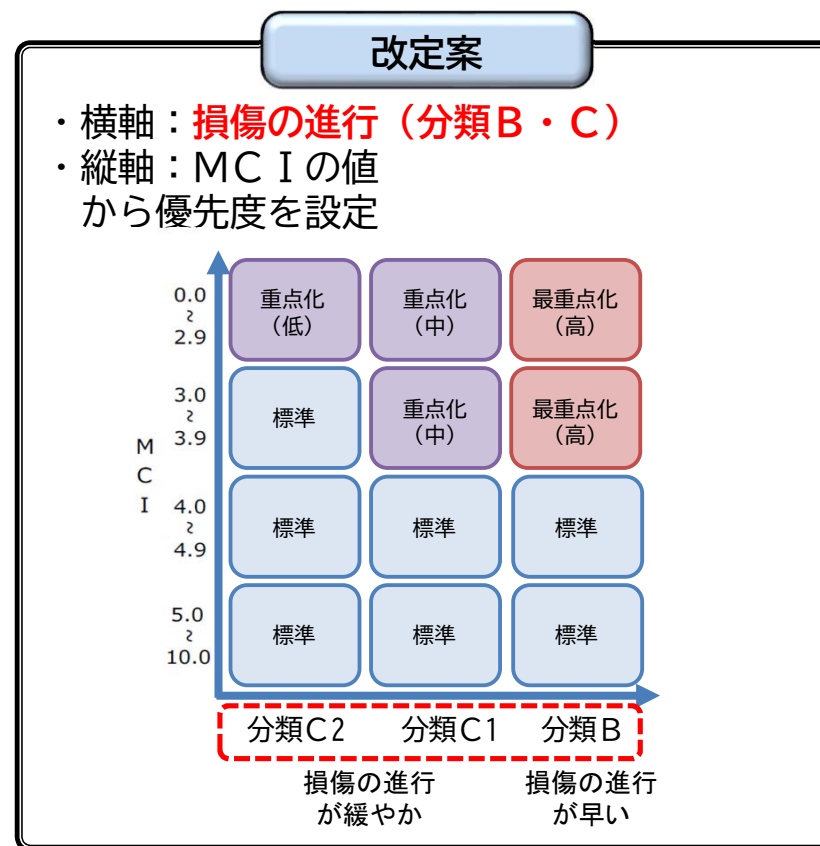 改定案
・横軸：損傷の進行（分類Ｂ・Ｃ）
・縦軸：ＭＣＩの値
から優先度を設定
0.0
～
2.9
重点化
（低）
重点化
（中）
最重点化
（高）
3.0
～
3.9
標準
重点化
（中）
最重点化
（高）
Ｍ
Ｃ
Ｉ
4.0
～
4.9
標準
標準
標準
5.0
～
10.0
標準
標準
標準
分類Ｃ2
分類Ｃ1
分類Ｂ
損傷の進行
が緩やか
損傷の進行
が早い